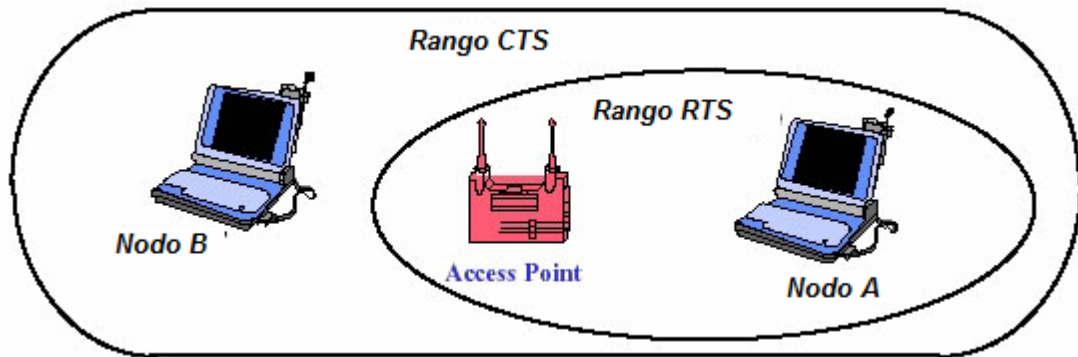 Rango CTS
Rango RTS
Nodo B
Access Point
Nodo A